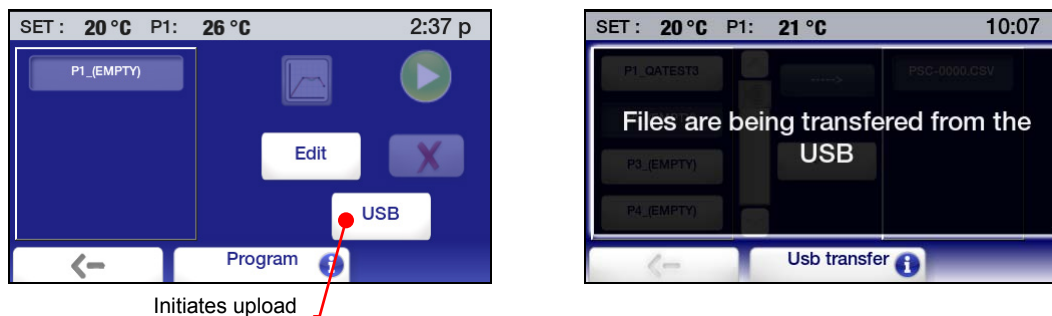 SET : 20 °C P1: 26 °C 2:37 p
P1_(EMPTY)
Edit
X
USB
Program i
Initiates upload
SET : 20 °C P1: 21 °C 10:07
P1_QATEST3
----->
PSC-0000.CSV
Files are being transfered from the
USB
P3_(EMPTY)
P4_(EMPTY)
Usb transfer i